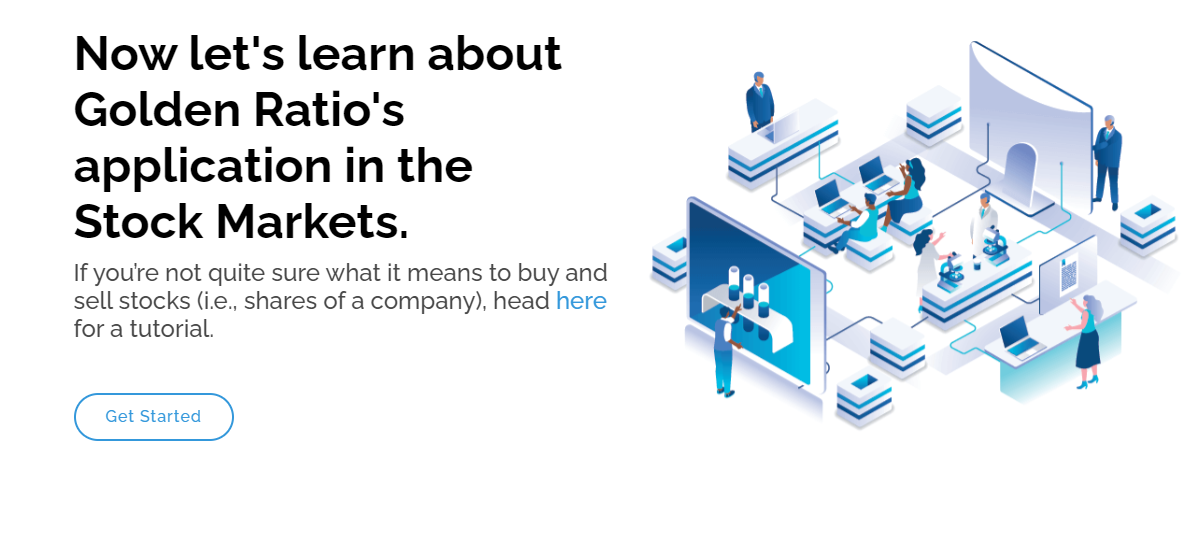 Now let's learn about
Golden Ratio's
application in the
Stock Markets.
If you're not quite sure what it means to buy and
sell stocks (i.e., shares of a company), head here
for a tutorial.
Get Started